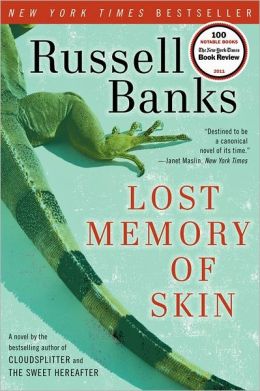 NEW YORK TIMES BESTSELLER
Russell
Banks
100
NOTABLE BOOKS
The New York Times
Book Review
2011
"Destined to be
a canonical
novel of its time."
—Janet Maslin, New York Times
LOST
MEMORY
OF
SKIN
A novel by the
bestselling author of
CLOUDSPLITTER and
THE SWEET HEREAFTER